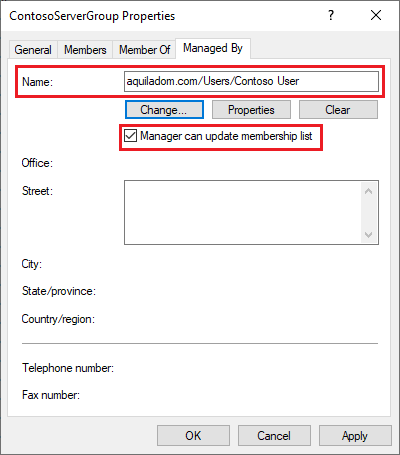 ContosoServerGroup Properties
General Members Member Of Managed By
Name: aquiladom.com/Users/Contoso User
Change... Properties Clear
Manager can update membership list
Office:
Street:
City:
State/province:
Country/region:
Telephone number:
Fax number:
OK Cancel Apply